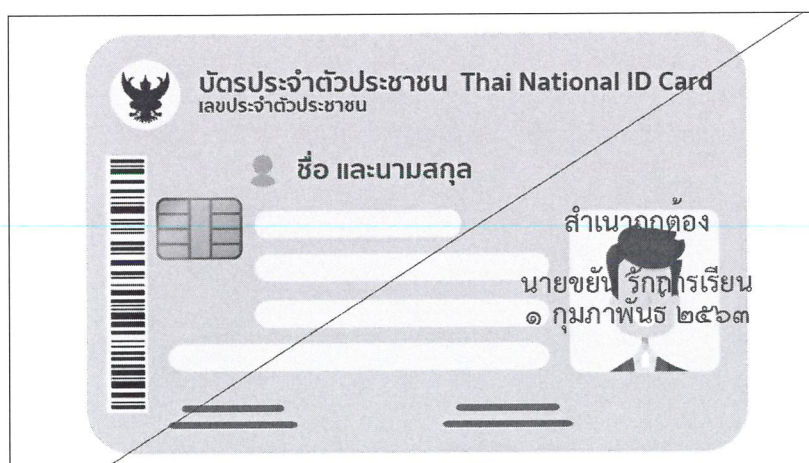 บัตรประจำตัวประชาชน Thai National ID Card
เลขประจำตัวประชาชน
ชื่อ และนามสกุล
สำเนาถูกต้อง
นายขยัน รักการเรียน
๑ กุมภาพันธ์ ๒๕๖๓